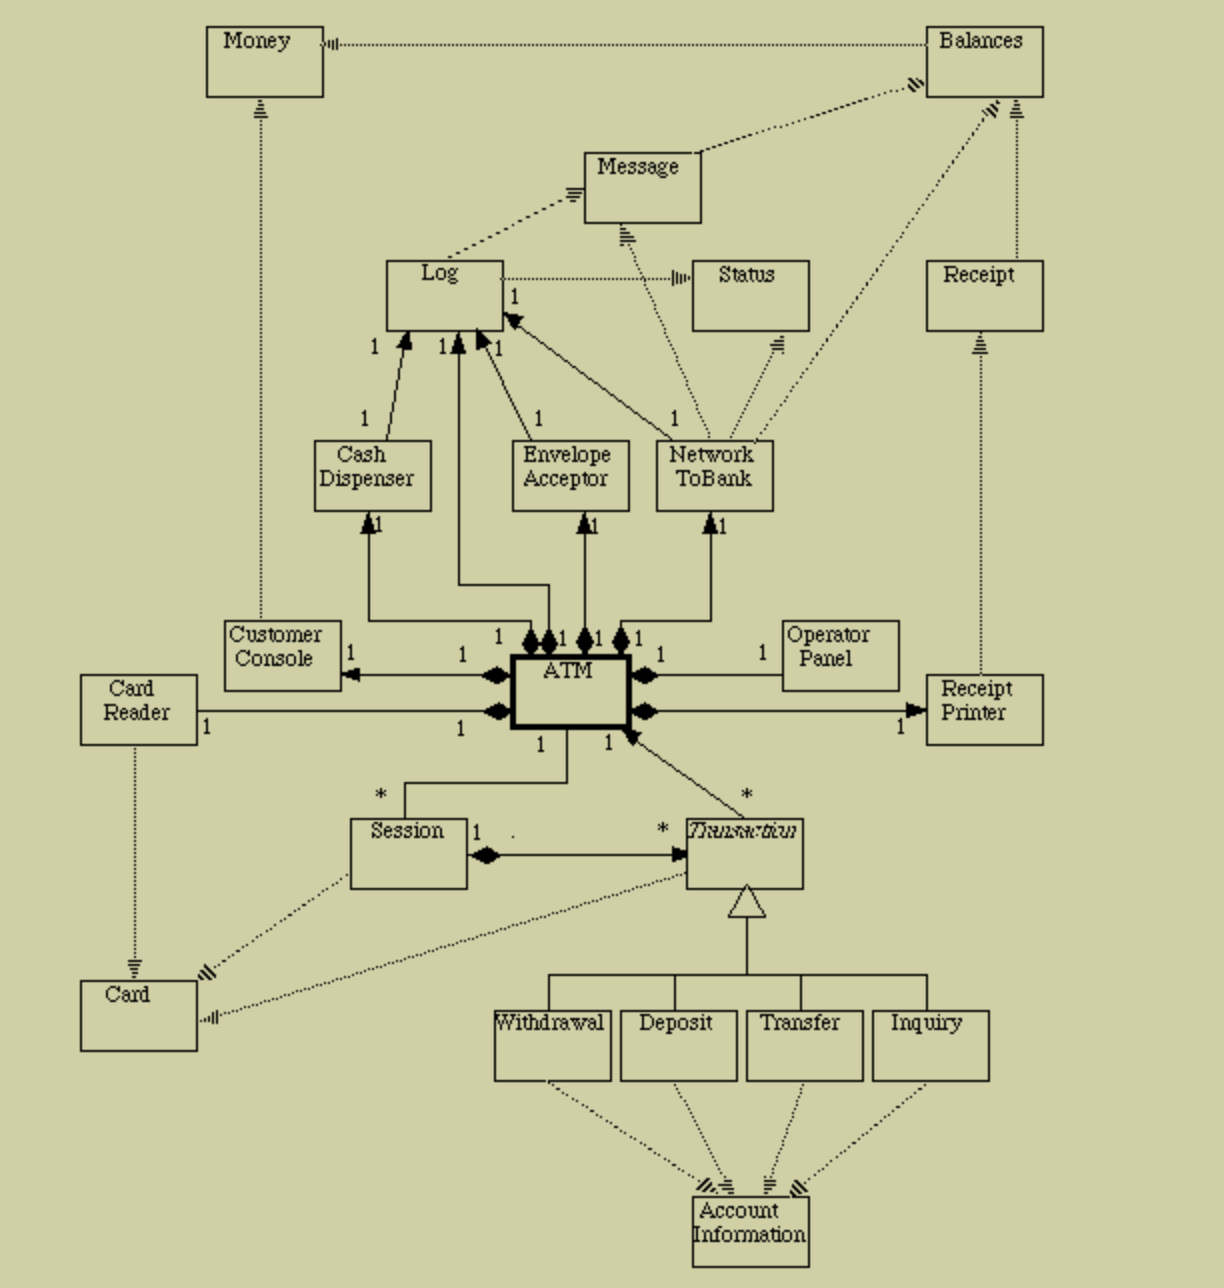 Money
Balances
Message
Log
Status
Receipt
1
1
1
1
1
1
1
1
Cash
Dispenser
Envelope
Acceptor
Network
ToBank
1
1
1
Customer
Console
1
1
1
1
1
1
1
1
Operator
Panel
ATM
Card
Reader
Receipt
Printer
1
1
1
1
1
*
*
Session
1
*
Transaction
Card
Withdrawal
Deposit
Transfer
Inquiry
Account
Information